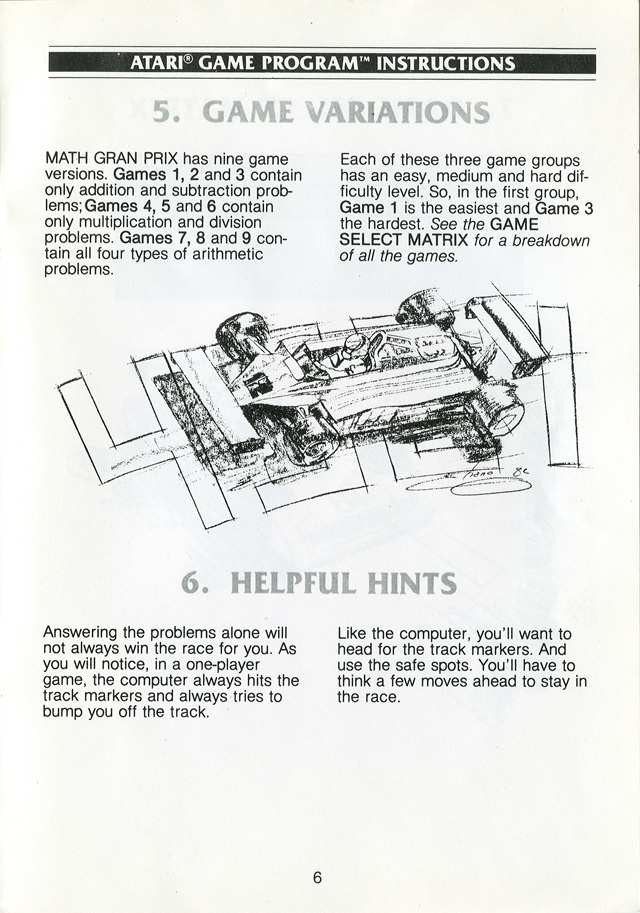 ATARI® GAME PROGRAM™ INSTRUCTIONS
5. GAME VARIATIONS
MATH GRAN PRIX has nine game
versions. Games 1, 2 and 3 contain
only addition and subtraction prob-
lems; Games 4, 5 and 6 contain
only multiplication and division
problems. Games 7, 8 and 9 con-
tain all four types of arithmetic
problems.
Each of these three game groups
has an easy, medium and hard dif-
ficulty level. So, in the first group,
Game 1 is the easiest and Game 3
the hardest. See the GAME
SELECT MATRIX for a breakdown
of all the games.
6. HELPFUL HINTS
Answering the problems alone will
not always win the race for you. As
you will notice, in a one-player
game, the computer always hits the
track markers and always tries to
bump you off the track.
Like the computer, you'll want to
head for the track markers. And
use the safe spots. You'll have to
think a few moves ahead to stay in
the race.
6